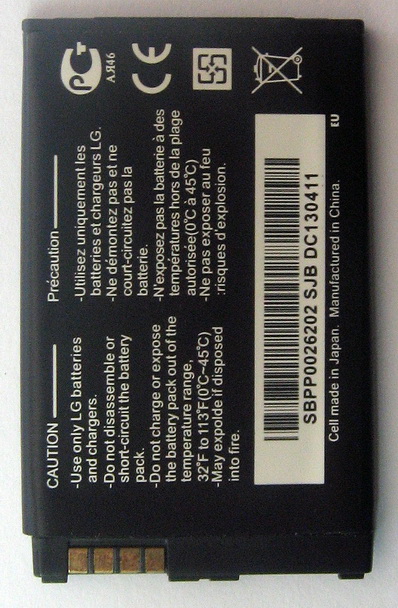 CAUTION
-Use only LG batteries
and chargers.
-Do not disassemble or
short-circuit the battery
pack.
-Do not charge or expose
the battery pack out of the
temperature range,
32°F to 113°F(0°C~45°C)
-May expolde if disposed
into fire.
Précaution
-Utilisez uniquement les
batteries et chargeurs LG.
-Ne démontez pas et ne
court-circuitez pas la
batterie.
-N'exposez pas la batterie à des
températures hors de la plage
autorisée(0°C à 45°C)
-Ne pas exposer au feu
:risques d'explosion.
РСТ
А.Я46
CE
SBPP0026202 SJB DC130411
Cell made in Japan. Manufactured in China.
EU